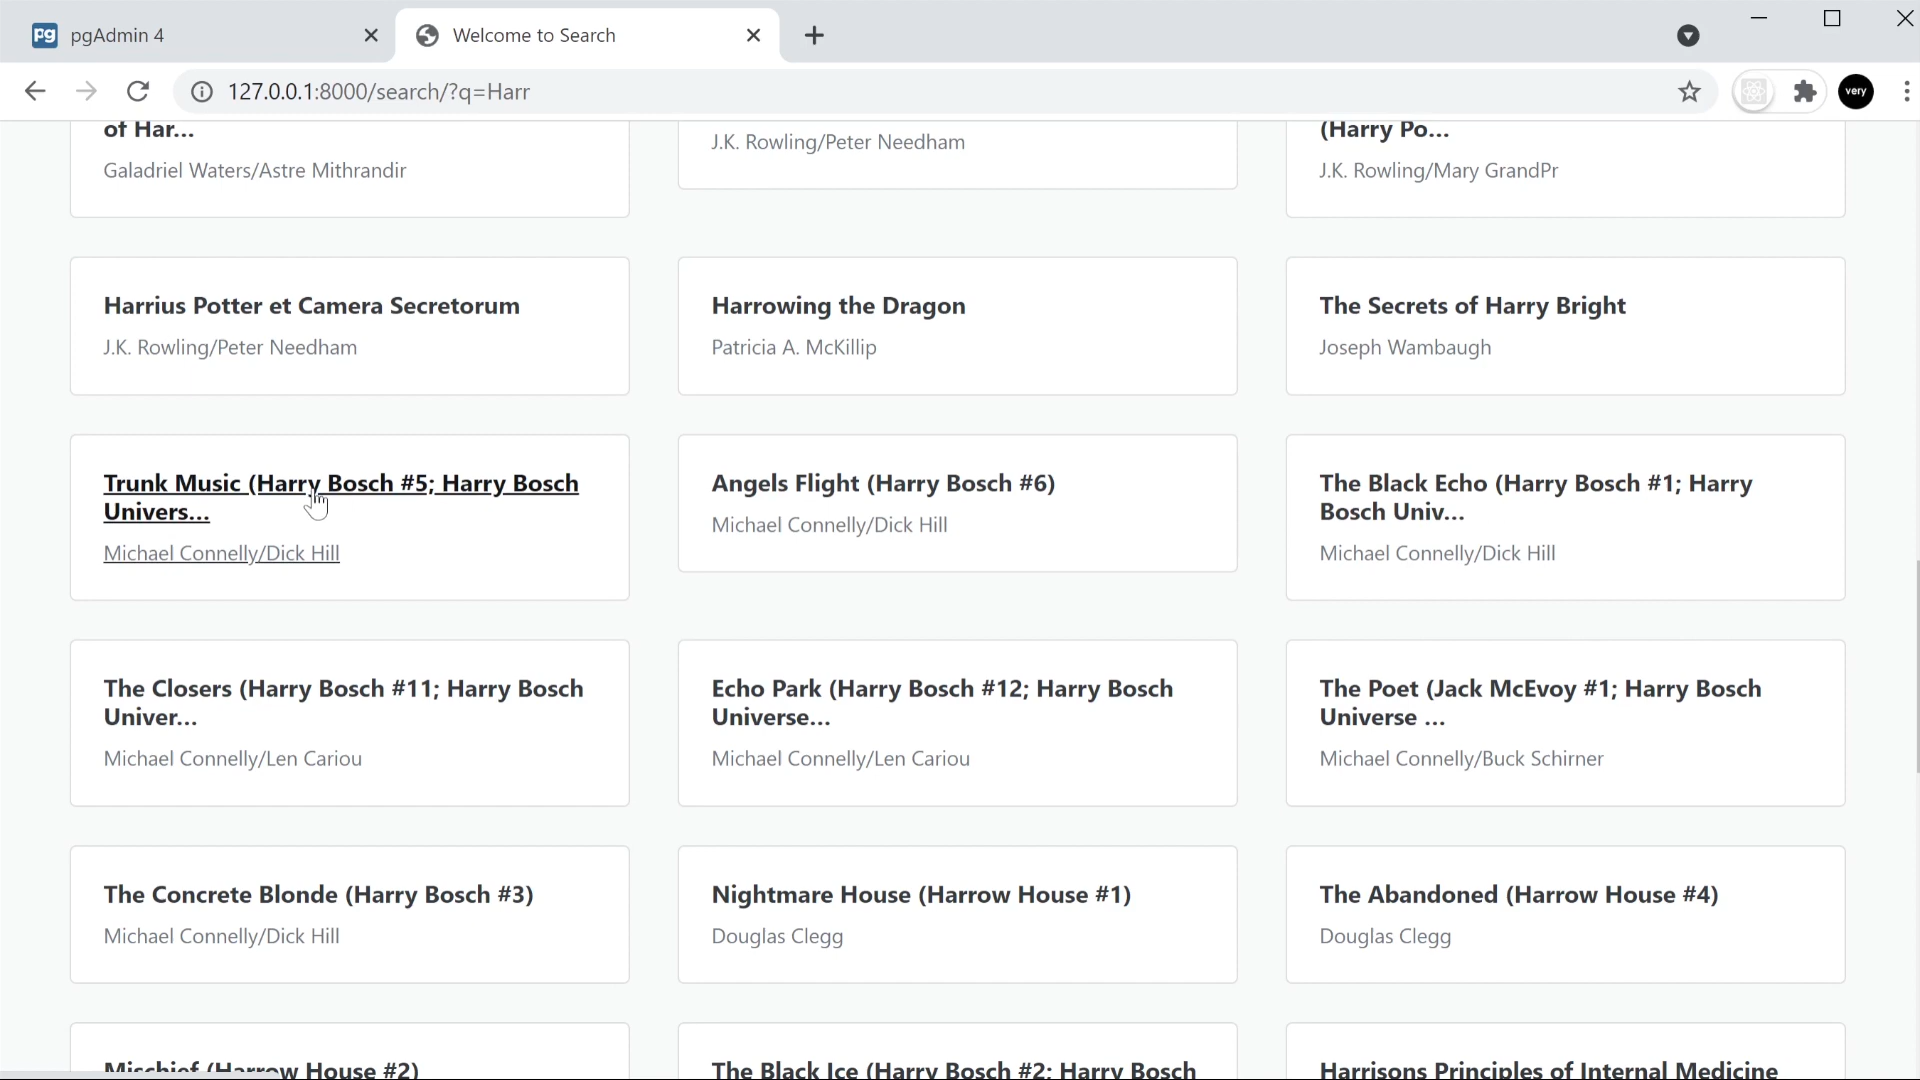 pgAdmin 4
Welcome to Search
127.0.0.1:8000/search/?q=Harr
very
of Har...
Galadriel Waters/Astre Mithrandir
J.K. Rowling/Peter Needham
(Harry Po...
J.K. Rowling/Mary GrandPr
Harrius Potter et Camera Secretorum
J.K. Rowling/Peter Needham
Harrowing the Dragon
Patricia A. McKillip
The Secrets of Harry Bright
Joseph Wambaugh
Trunk Music (Harry Bosch #5; Harry Bosch
Univers...
Michael Connelly/Dick Hill
Angels Flight (Harry Bosch #6)
Michael Connelly/Dick Hill
The Black Echo (Harry Bosch #1; Harry
Bosch Univ...
Michael Connelly/Dick Hill
The Closers (Harry Bosch #11; Harry Bosch
Univer...
Michael Connelly/Len Cariou
Echo Park (Harry Bosch #12; Harry Bosch
Universe...
Michael Connelly/Len Cariou
The Poet (Jack McEvoy #1; Harry Bosch
Universe ...
Michael Connelly/Buck Schirner
The Concrete Blonde (Harry Bosch #3)
Michael Connelly/Dick Hill
Nightmare House (Harrow House #1)
Douglas Clegg
The Abandoned (Harrow House #4)
Douglas Clegg
Mischief (Harrow House #2)
The Black Ice (Harry Bosch #2; Harry Bosch
Harrisons Principles of Internal Medicine